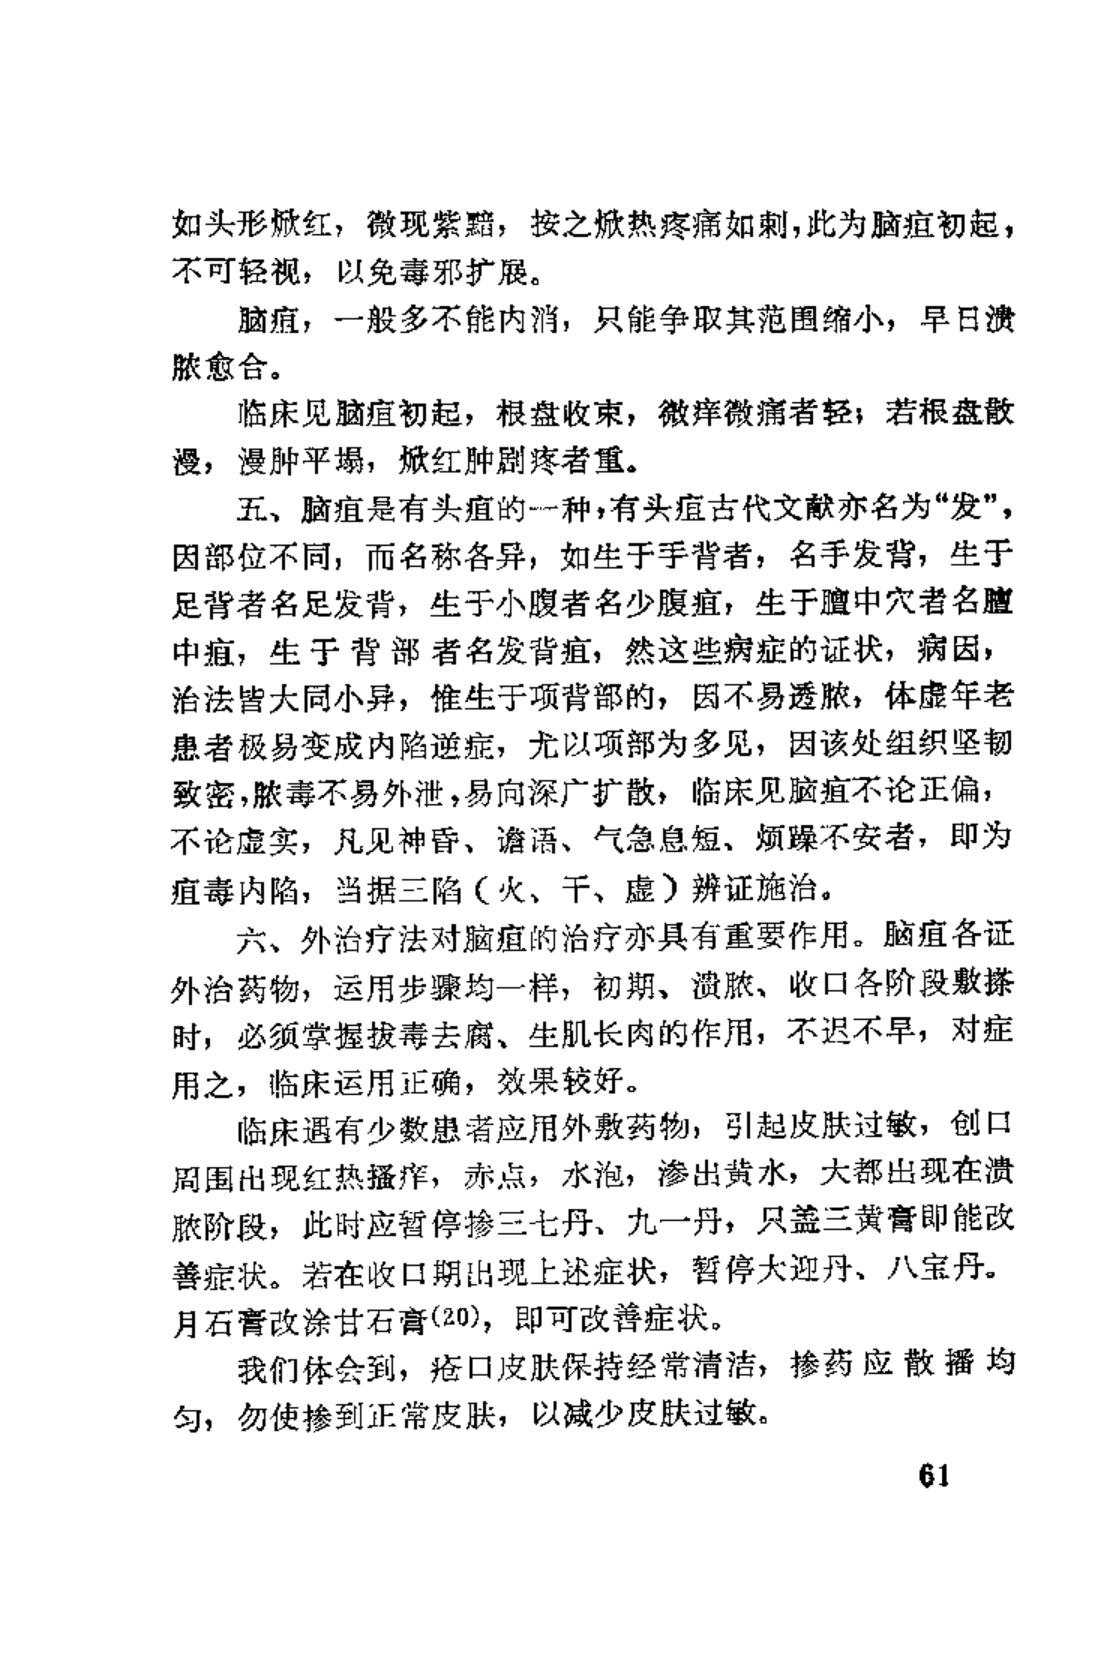 如头形焮红，微现紫黯，按之焮热疼痛如刺，此为脑疽初起，
不可轻视，以免毒邪扩展。
脑疽，一般多不能内消，只能争取其范围缩小，早日溃
脓愈合。
临床见脑疽初起，根盘收束，微痒微痛者轻；若根盘散
漫，漫肿平塌，焮红肿剧疼者重。
五、脑疽是有头疽的一种，有头疽古代文献亦名为“发”，
因部位不同，而名称各异，如生于手背者，名手发背，生于
足背者名足发背，生于小腹者名少腹疽，生于膻中穴者名膻
中疽，生于背部者名发背疽，然这些病症的证状，病因，
治法皆大同小异，惟生于项背部的，因不易透脓，体虚年老
患者极易变成内陷逆症，尤以项部为多见，因该处组织坚韧
致密，脓毒不易外泄，易向深广扩散，临床见脑疽不论正偏，
不论虚实，凡见神昏、谵语、气急息短、烦躁不安者，即为
疽毒内陷，当据三陷（火、干、虚）辨证施治。
六、外治疗法对脑疽的治疗亦具有重要作用。脑疽各证
外治药物，运用步骤均一样，初期、溃脓、收口各阶段敷搽
时，必须掌握拔毒去腐、生肌长肉的作用，不迟不早，对症
用之，临床运用正确，效果较好。
临床遇有少数患者应用外敷药物，引起皮肤过敏，创口
周围出现红热搔痒，赤点，水泡，渗出黄水，大都出现在溃
脓阶段，此时应暂停掺三七丹、九一丹，只盖三黄膏即能改
善症状。若在收口期出现上述症状，暂停大迎丹、八宝丹。
月石膏改涂甘石膏(20)，即可改善症状。
我们体会到，疮口皮肤保持经常清洁，掺药应散播均
匀，勿使掺到正常皮肤，以减少皮肤过敏。
61